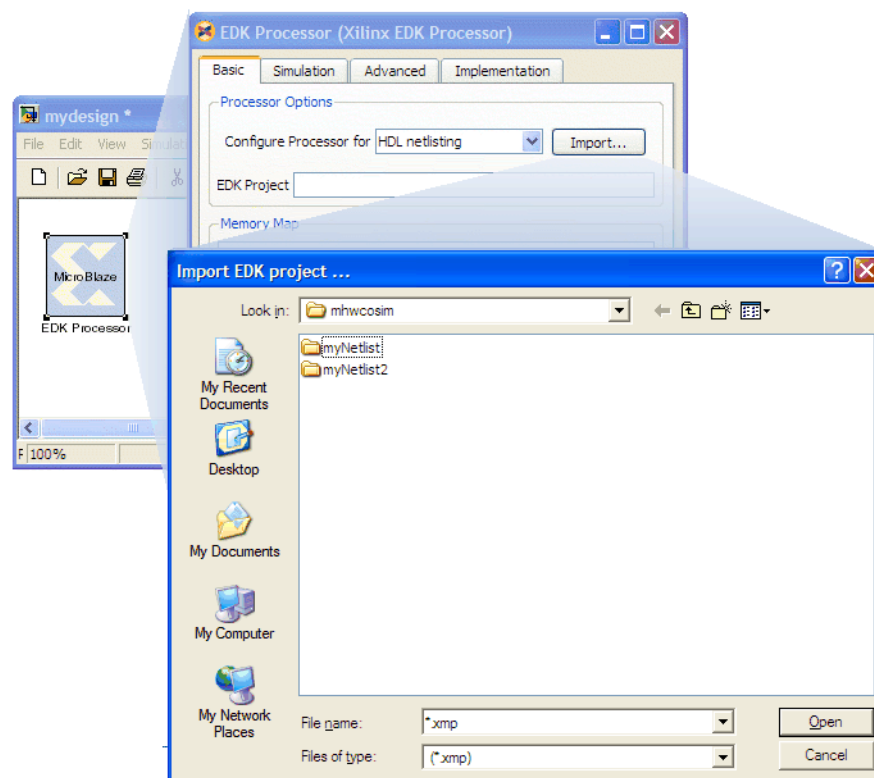 EDK Processor (Xilinx EDK Processor)
Basic Simulation Advanced Implementation
Processor Options
Configure Processor for HDL netlisting Import...
EDK Project
Memory Map
mydesign *
File Edit View Simulat
MicroBlaze
EDK Processor
F 100%
Import EDK project ...
Look in: mhwcosim
myNetlist
myNetlist2
My Recent
Documents
Desktop
My Documents
My Computer
My Network
Places
File name: *.xmp Open
Files of type: (*.xmp) Cancel